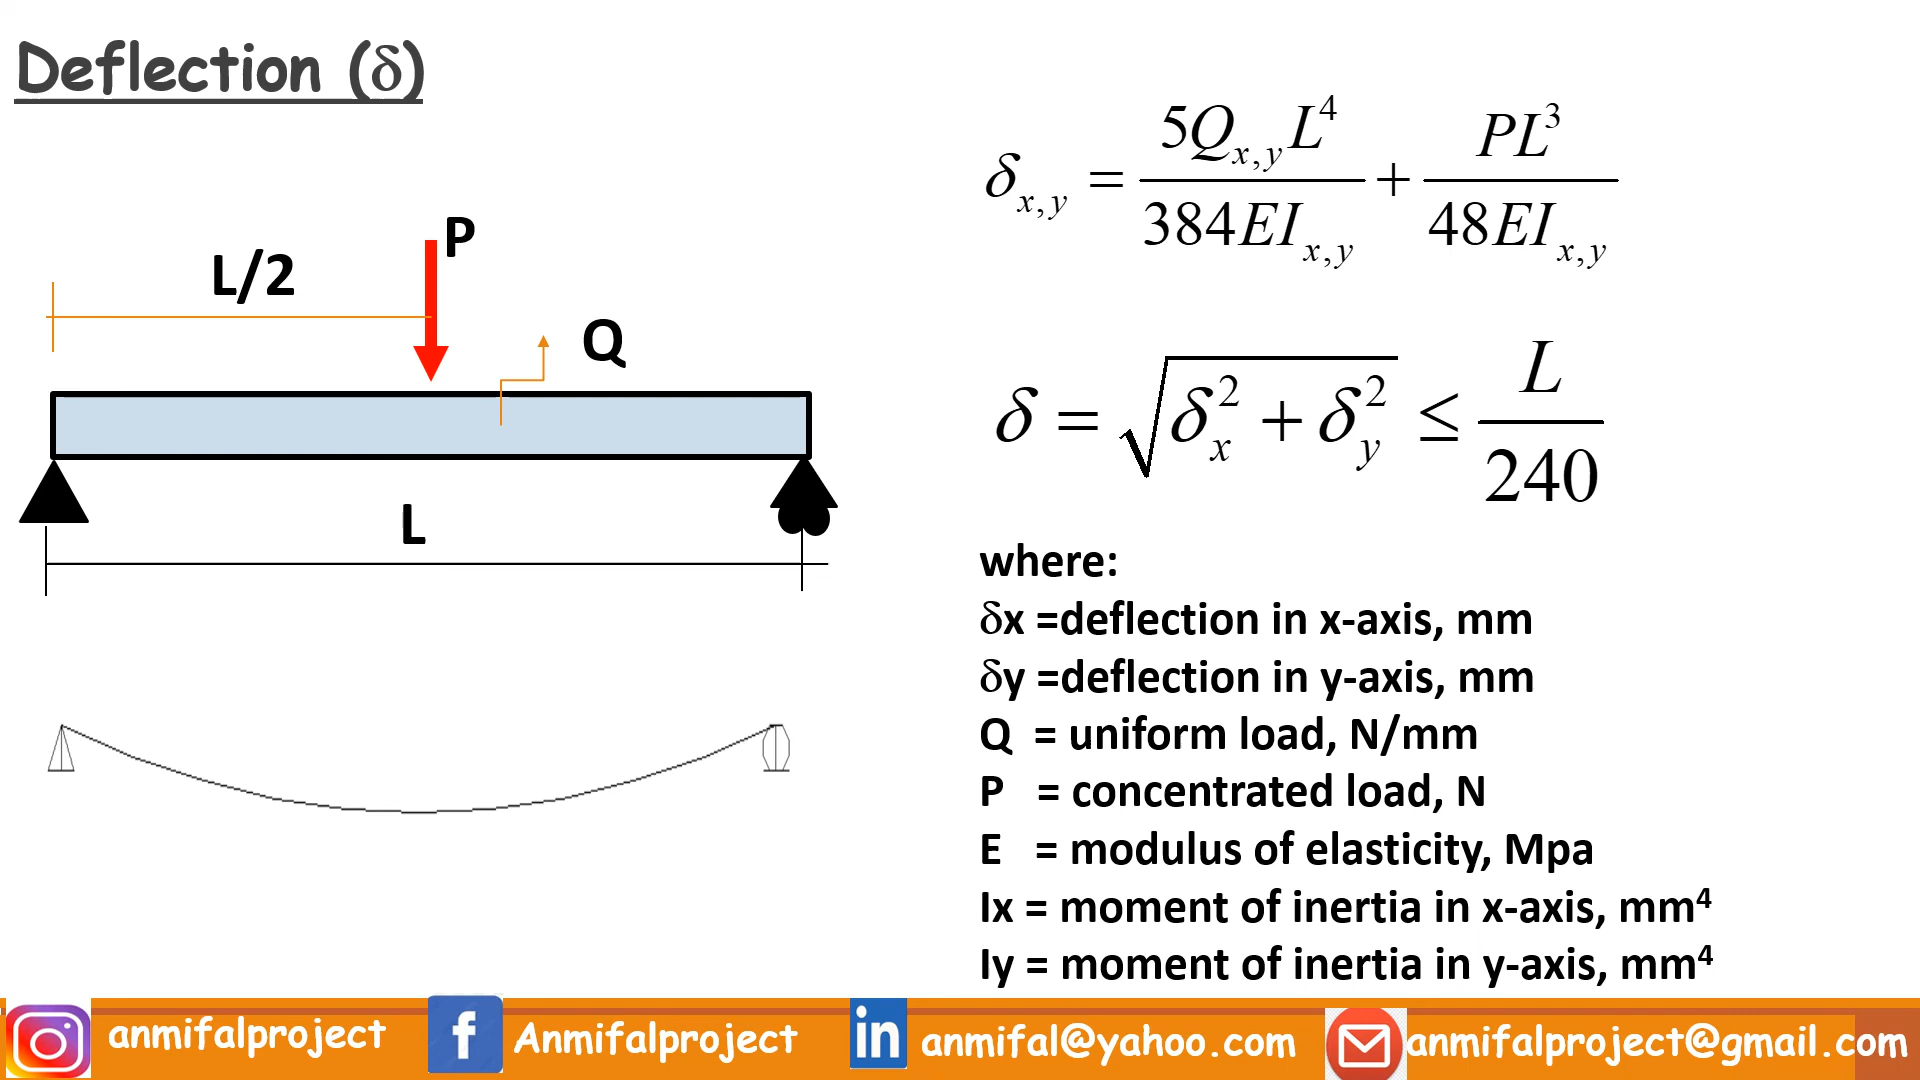 Deflection (δ)
P
L/2
Q
L
δx,y = 5Qx,y L⁴ / 384EIx,y + PL³ / 48EIx,y
δ = √(δx² + δy²) ≤ L / 240
where:
δx =deflection in x-axis, mm
δy =deflection in y-axis, mm
Q = uniform load, N/mm
P = concentrated load, N
E = modulus of elasticity, Mpa
Ix = moment of inertia in x-axis, mm⁴
Iy = moment of inertia in y-axis, mm⁴
anmifalproject
f Anmifalproject
in anmifal@yahoo.com
anmifalproject@gmail.com